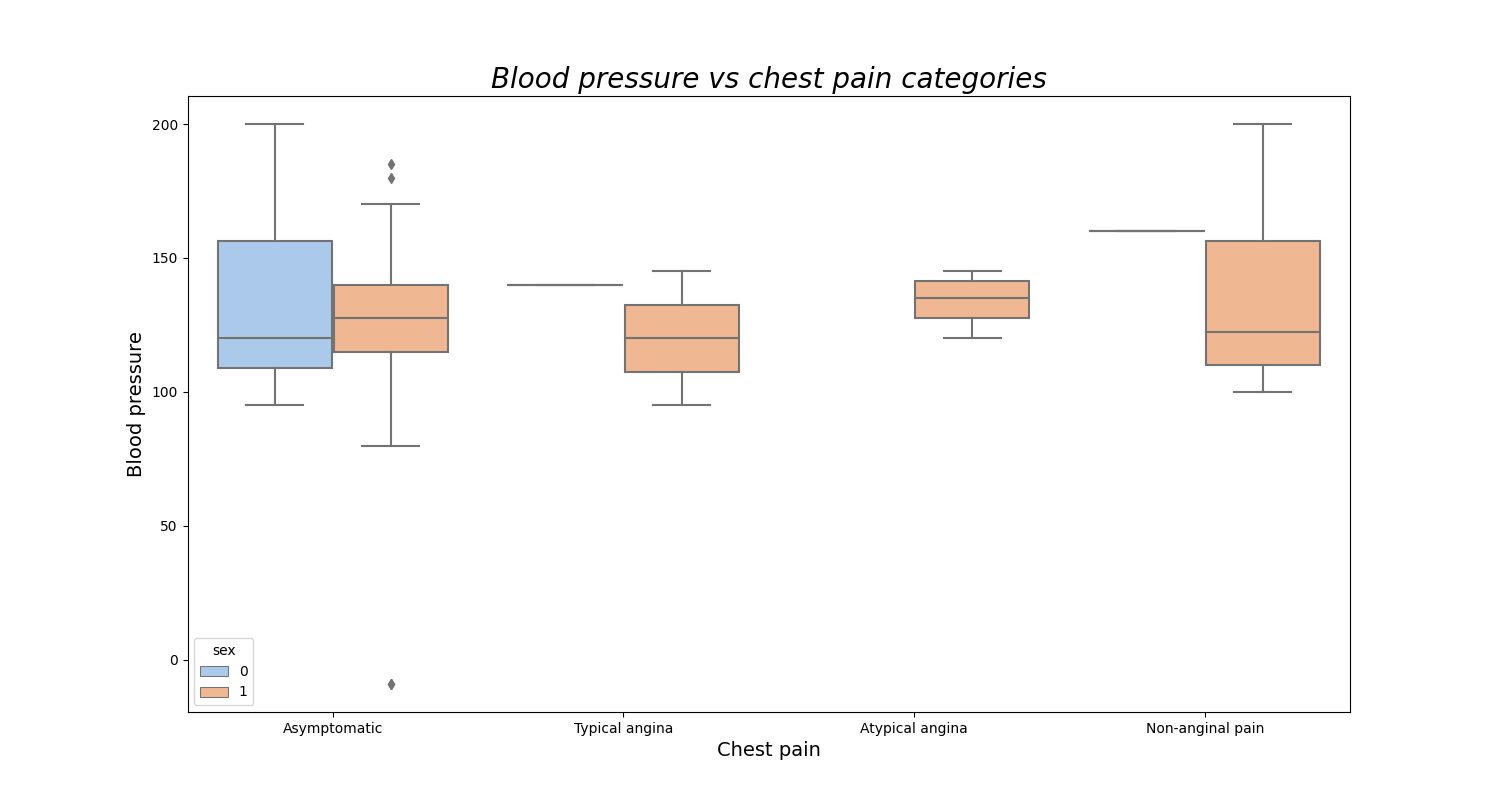 Blood pressure vs chest pain categories
200
150
100
50
0
Blood pressure
sex
0
1
Asymptomatic
Typical angina
Atypical angina
Non-anginal pain
Chest pain